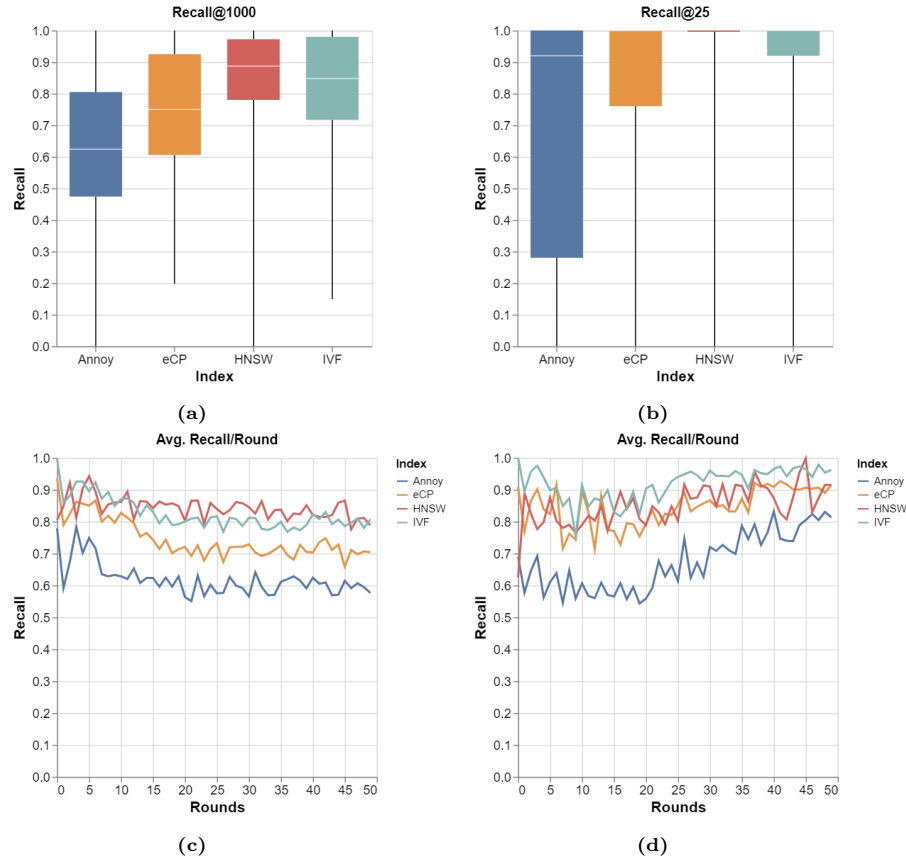 Recall@1000
1.0
0.9
0.8
0.7
0.6
0.5
0.4
0.3
0.2
0.1
0.0
Recall
Annoy eCP HNSW IVF
Index
(a)
Recall@25
1.0
0.9
0.8
0.7
0.6
0.5
0.4
0.3
0.2
0.1
0.0
Recall
Annoy eCP HNSW IVF
Index
(b)
Avg. Recall/Round
1.0
0.9
0.8
0.7
0.6
0.5
0.4
0.3
0.2
0.1
0.0
Recall
0 5 10 15 20 25 30 35 40 45 50
Rounds
Index
Annoy
eCP
HNSW
IVF
(c)
Avg. Recall/Round
1.0
0.9
0.8
0.7
0.6
0.5
0.4
0.3
0.2
0.1
0.0
Recall
0 5 10 15 20 25 30 35 40 45 50
Rounds
Index
Annoy
eCP
HNSW
IVF
(d)